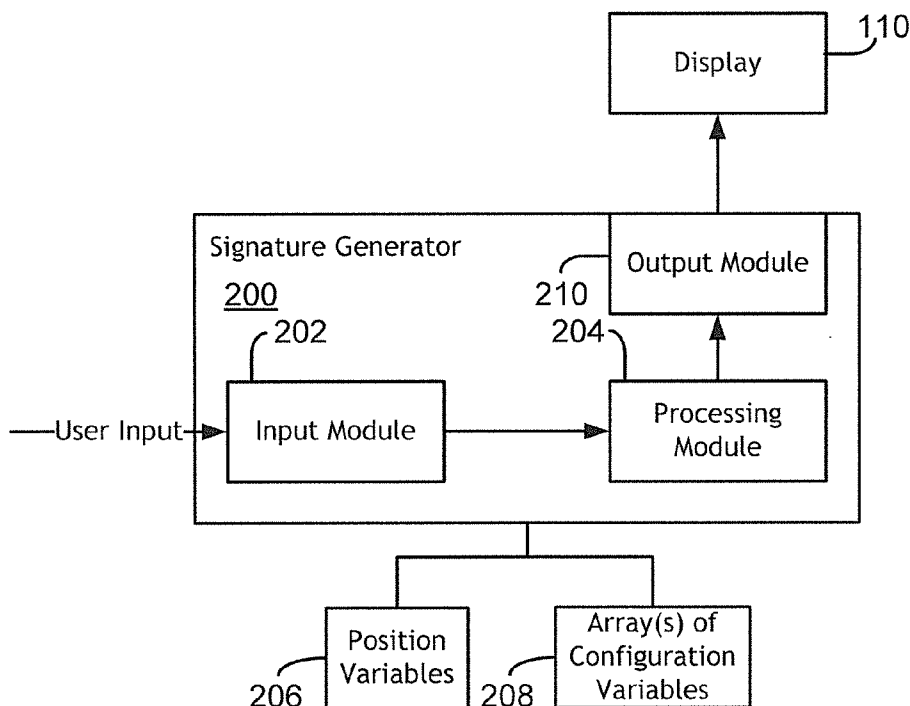 110
Display
Signature Generator
200
Output Module
210
202
204
User Input
Input Module
Processing
Module
Position
Variables
Array(s) of
Configuration
Variables
206
208